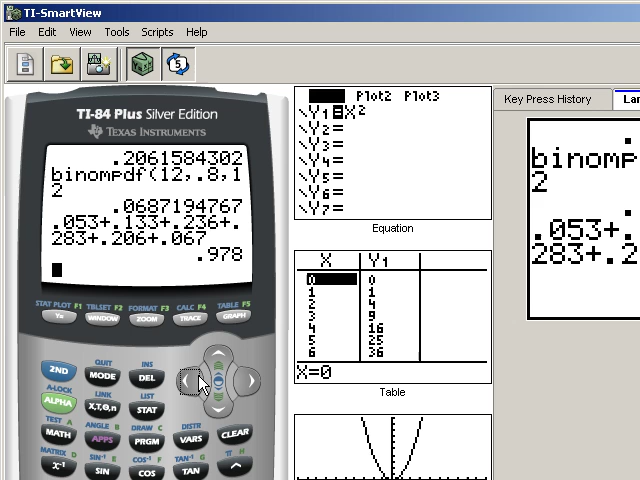 TI-SmartView
File Edit View Tools Scripts Help
TI-84 Plus Silver Edition
TEXAS INSTRUMENTS
.2061584302
binompdf(12,.8,1
2
.0687194767
.053+.133+.236+.
283+.206+.067
.978
STAT PLOT F1 TBLSET F2 FORMAT F3 CALC F4 TABLE F5
Y= WINDOW ZOOM TRACE GRAPH
QUIT INS
2ND MODE DEL
A-LOCK LINK LIST
ALPHA X,T,Θ,n STAT
TEST A ANGLE B DRAW C DISTR
MATH APPS PRGM VARS CLEAR
MATRIX D SIN⁻¹ E COS⁻¹ F TAN⁻¹ G π H
x⁻¹ SIN COS TAN ^
Plot2 Plot3
\Y1=X²
\Y2=
\Y3=
\Y4=
\Y5=
\Y6=
\Y7=
Equation
X Y1
0 0
1 1
2 4
3 9
4 16
5 25
6 36
X=0
Table
Key Press History
Lar
.
binomp
2
.
.053+.
283+.2